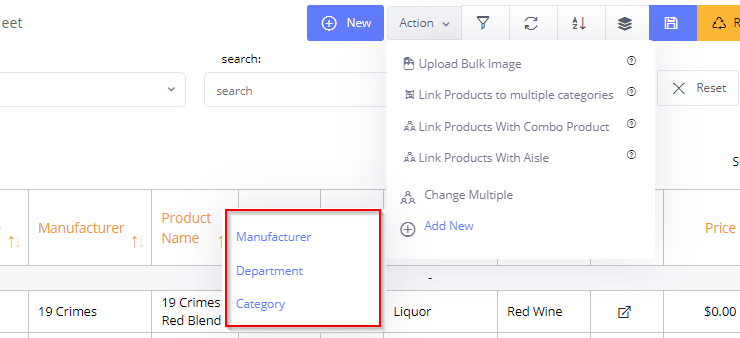 eet
New
Action
R
search:
search
Reset
Upload Bulk Image
Link Products to multiple categories
Link Products With Combo Product
Link Products With Aisle
Change Multiple
Add New
S
Manufacturer
Product
Name
Price
Manufacturer
Department
Category
-
19 Crimes
19 Crimes
Red Blend
Liquor
Red Wine
$0.00